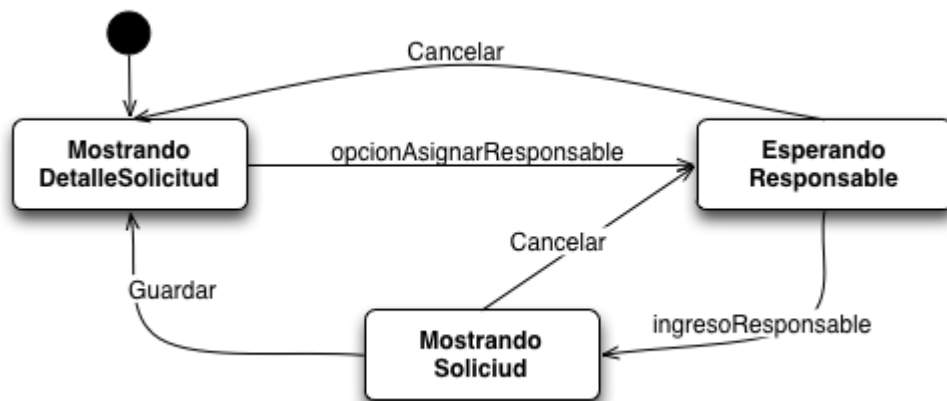 Cancelar
Mostrando
DetalleSolicitud
opcionAsignarResponsable
Esperando
Responsable
Cancelar
Guardar
ingresoResponsable
Mostrando
Soliciud